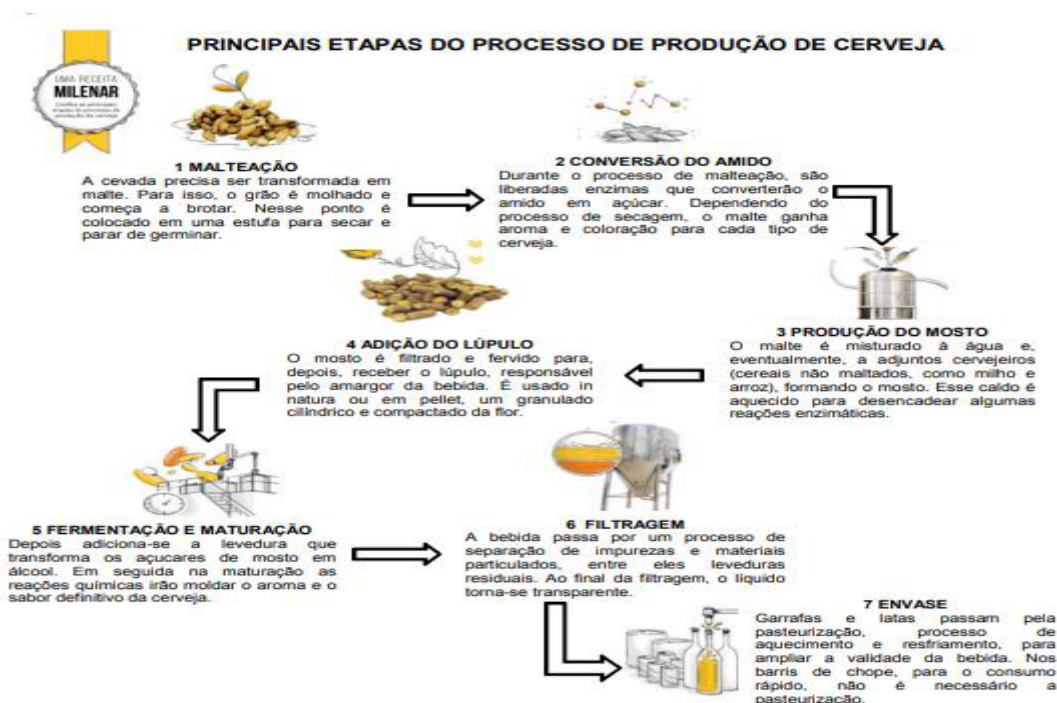 PRINCIPAIS ETAPAS DO PROCESSO DE PRODUÇÃO DE CERVEJA
UMA RECEITA
MILENAR
Confira as principais
etapas do processo de
produção da cerveja
1 MALTEAÇÃO
A cevada precisa ser transformada em
malte. Para isso, o grão é molhado e
começa a brotar. Nesse ponto é
colocado em uma estufa para secar e
parar de germinar.
2 CONVERSÃO DO AMIDO
Durante o processo de malteação, são
liberadas enzimas que converterão o
amido em açúcar. Dependendo do
processo de secagem, o malte ganha
aroma e coloração para cada tipo de
cerveja.
3 PRODUÇÃO DO MOSTO
O malte é misturado à água e,
eventualmente, a adjuntos cervejeiros
(cereais não maltados, como milho e
arroz), formando o mosto. Esse caldo é
aquecido para desencadear algumas
reações enzimáticas.
4 ADIÇÃO DO LÚPULO
O mosto é filtrado e fervido para,
depois, receber o lúpulo, responsável
pelo amargor da bebida. É usado in
natura ou em pellet, um granulado
cilíndrico e compactado da flor.
5 FERMENTAÇÃO E MATURAÇÃO
Depois adiciona-se a levedura que
transforma os açucares de mosto em
álcool. Em seguida na maturação as
reações químicas irão moldar o aroma e o
sabor definitivo da cerveja.
6 FILTRAGEM
A bebida passa por um processo de
separação de impurezas e materiais
particulados, entre eles leveduras
residuais. Ao final da filtragem, o líquido
torna-se transparente.
7 ENVASE
Garrafas e latas passam pela
pasteurização, processo de
aquecimento e resfriamento, para
ampliar a validade da bebida. Nos
barris de chope, para o consumo
rápido, não é necessário a
pasteurização.